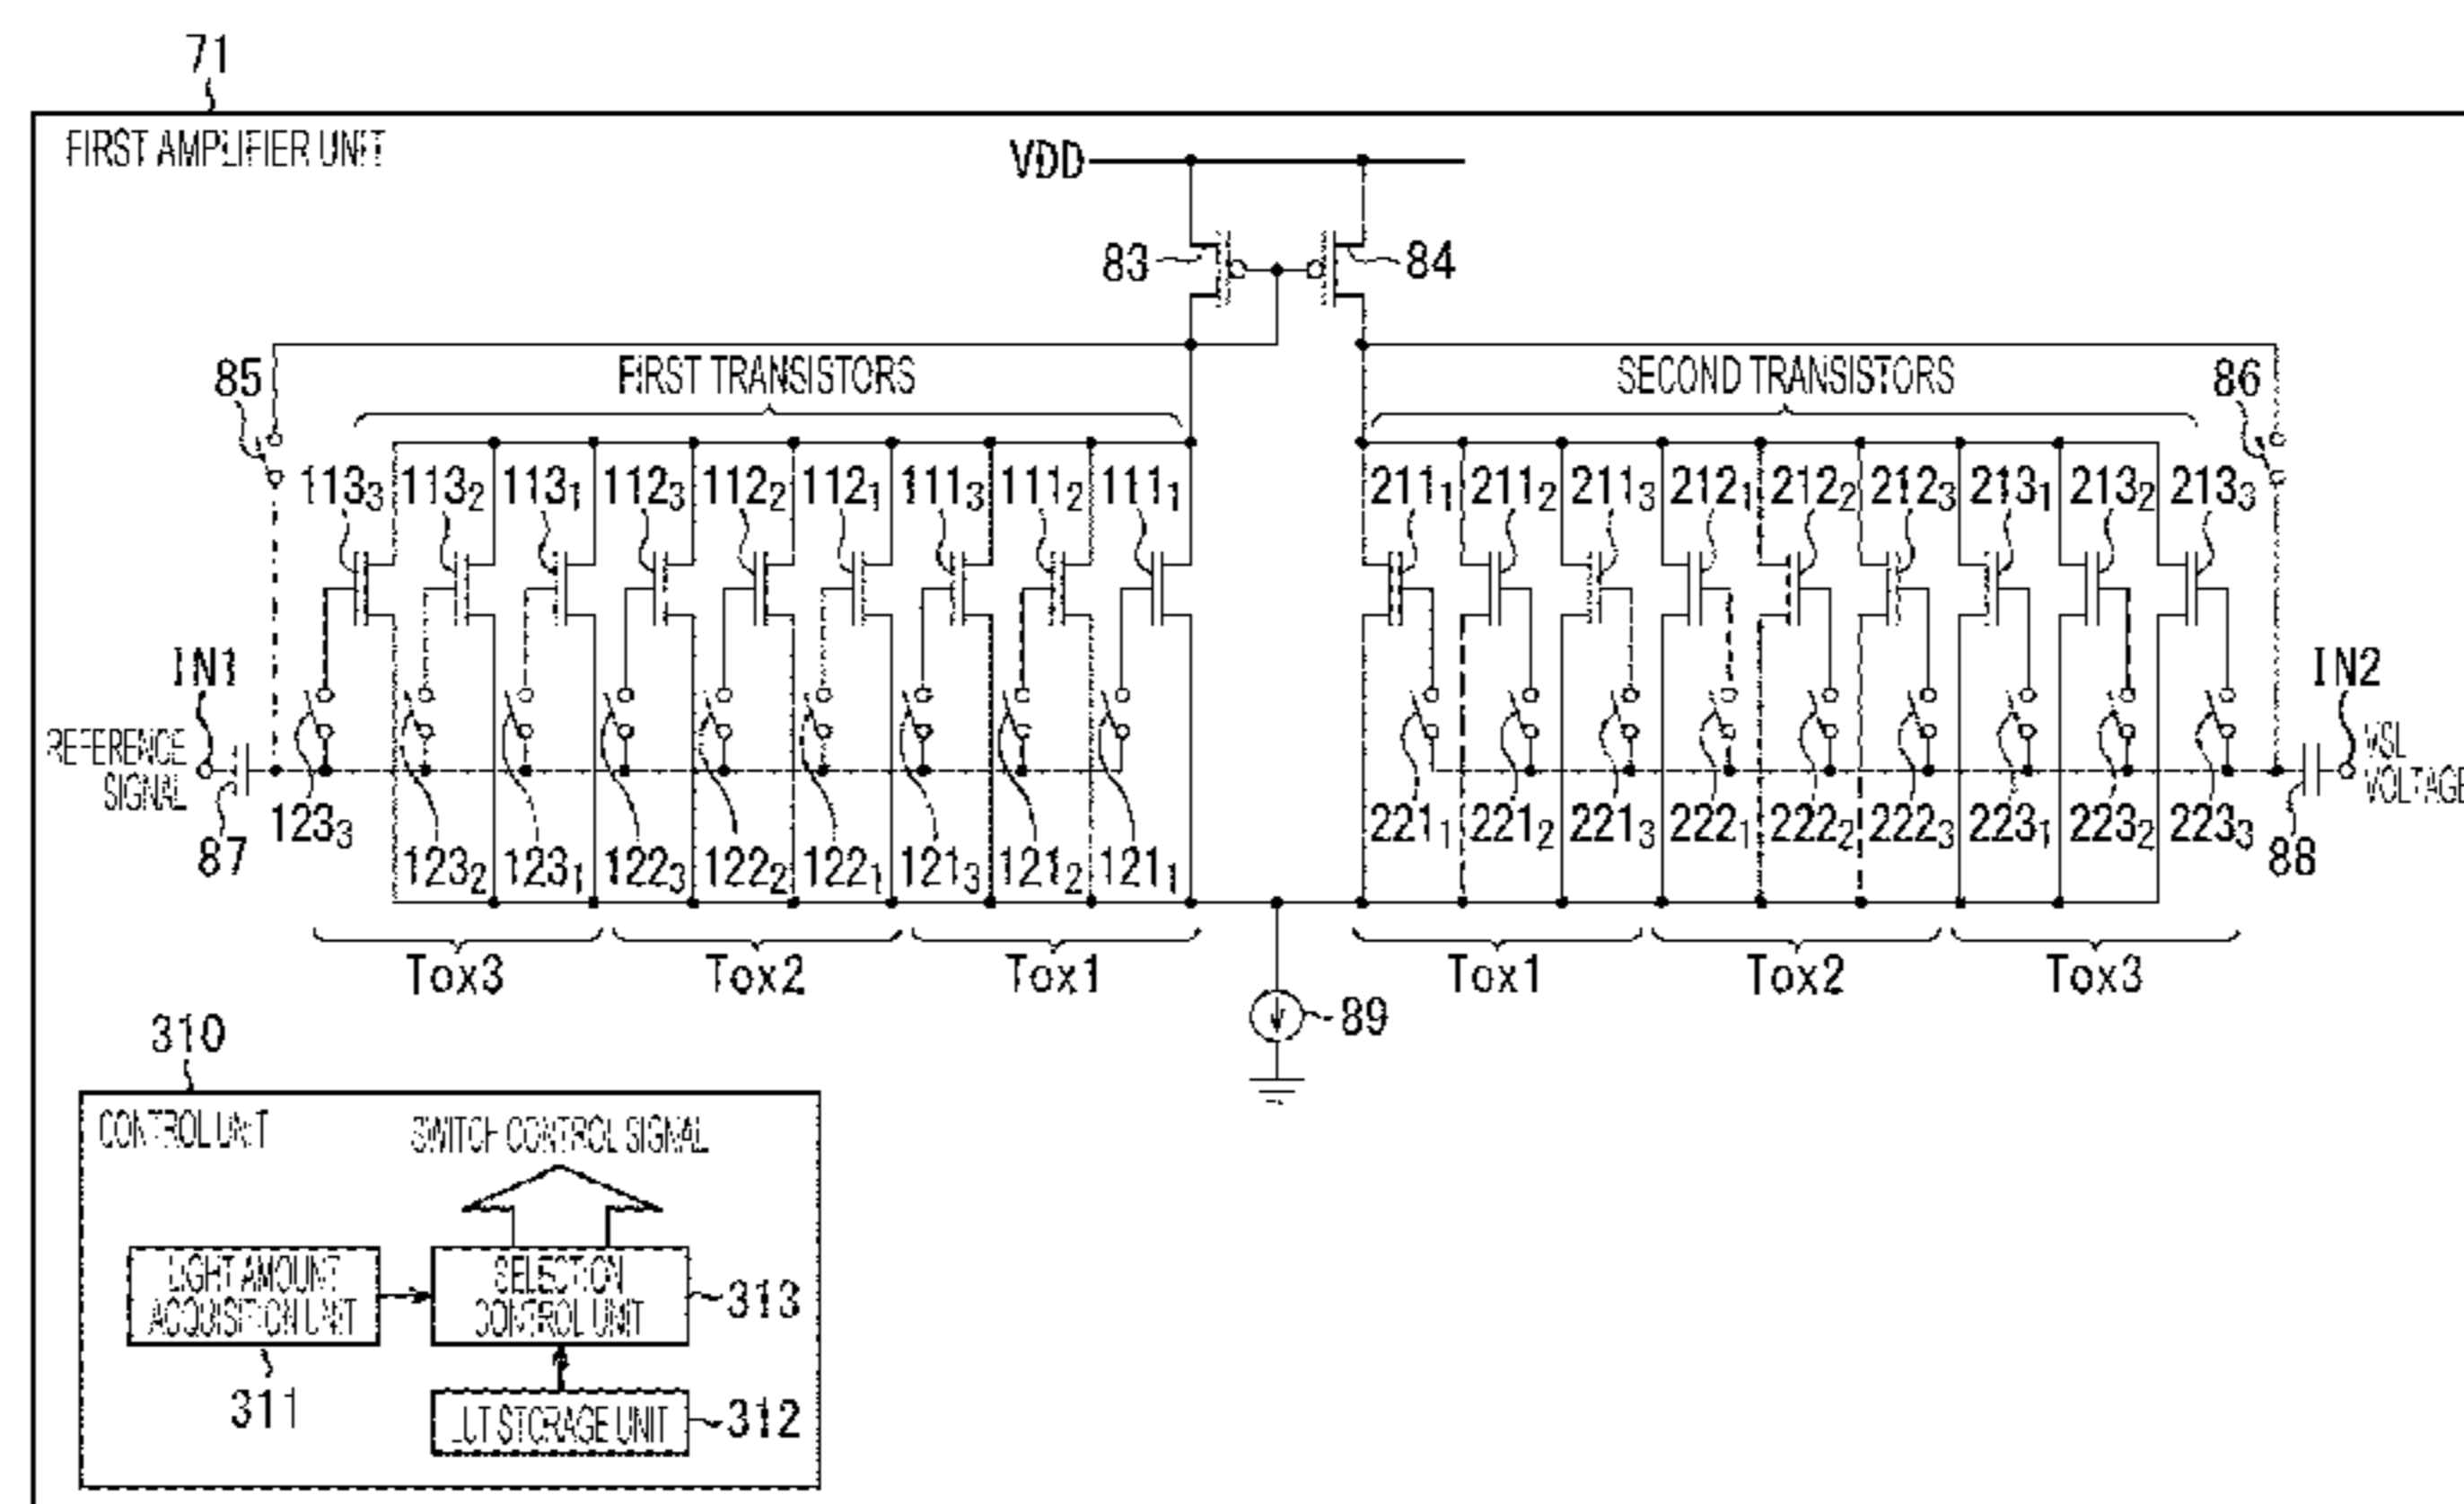 71
FIRST AMPLIFIER UNIT
VDD
83
84
85
FIRST TRANSISTORS
SECOND TRANSISTORS
86
113₃ 113₂ 113₁ 112₃ 112₂ 112₁ 111₃ 111₂ 111₁
211₁ 211₂ 211₃ 212₁ 212₂ 212₃ 213₁ 213₂ 213₃
IN1
IN2
REFERENCE
SIGNAL
VSL
VOLTAGE
87
123₃ 123₂ 123₁ 122₃ 122₂ 122₁ 121₃ 121₂ 121₁
221₁ 221₂ 221₃ 222₁ 222₂ 222₃ 223₁ 223₂ 223₃
88
Tox3 Tox2 Tox1
Tox1 Tox2 Tox3
89
310
CONTROL UNIT
SWITCH CONTROL SIGNAL
LIGHT AMOUNT
ACQUISITION UNIT
311
SELECTION
CONTROL UNIT
313
LUT STORAGE UNIT
312